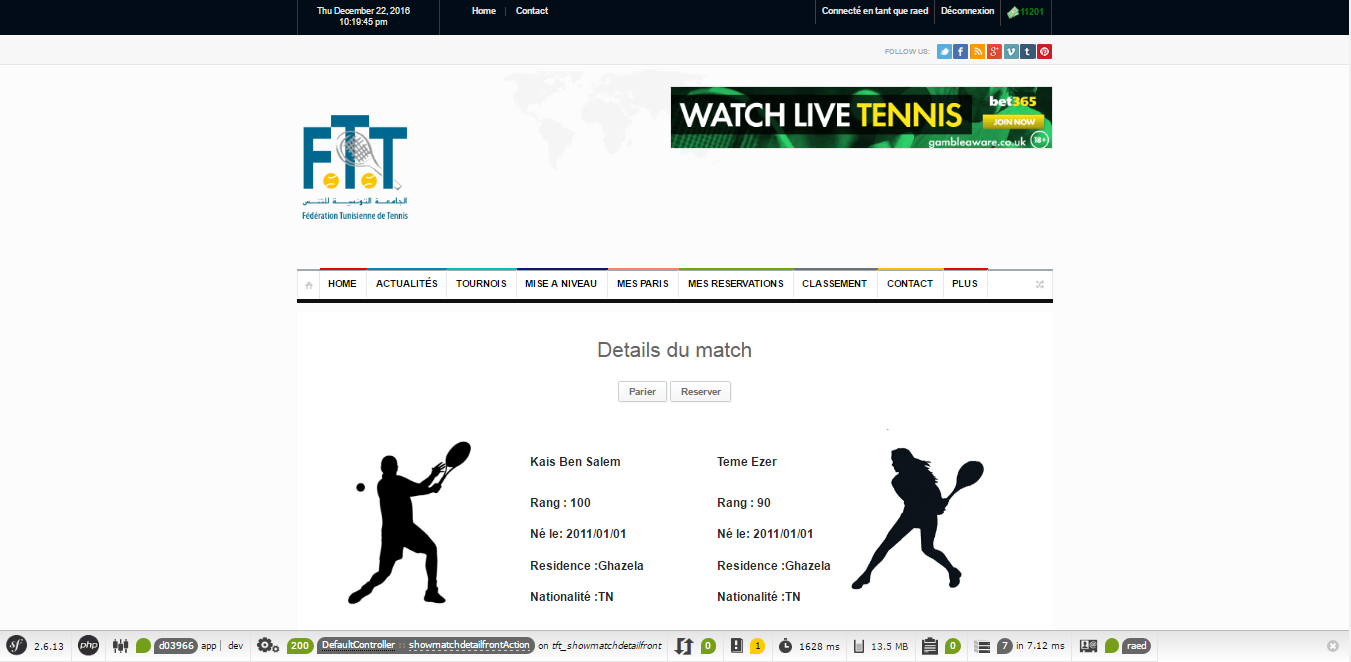 Thu December 22, 2016
10:19:45 pm
Home
Contact
Connecté en tant que raed
Déconnexion
11201
FOLLOW US:
WATCH LIVE TENNIS
bet365
JOIN NOW
gambleaware.co.uk 18+
F.T.T
الجامعة التونسية للتنس
Fédération Tunisienne de Tennis
HOME
ACTUALITÉS
TOURNOIS
MISE A NIVEAU
MES PARIS
MES RESERVATIONS
CLASSEMENT
CONTACT
PLUS
Details du match
Parier
Reserver
Kais Ben Salem
Rang : 100
Né le: 2011/01/01
Residence :Ghazela
Nationalité :TN
Teme Ezer
Rang : 90
Né le: 2011/01/01
Residence :Ghazela
Nationalité :TN
sf 2.6.13 php d03966 app | dev 200 DefaultController :: showmatchdetailfrontAction on tft_showmatchdetailfront 0 1 1628 ms 13.5 MB 0 7 in 7.12 ms raed